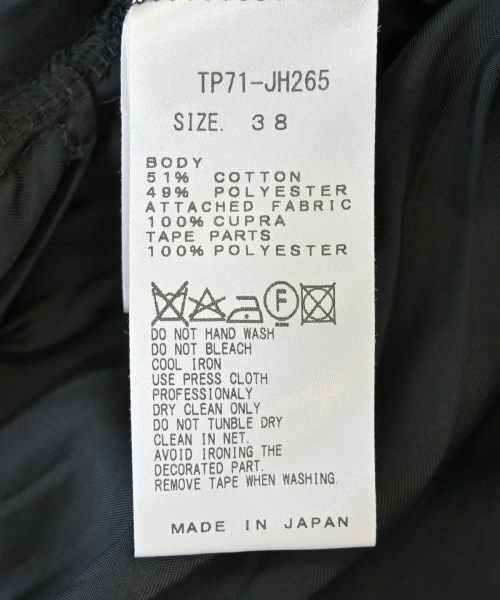 TP71-JH265
SIZE. 38
BODY
51% COTTON
49% POLYESTER
ATTACHED FABRIC
100% CUPRA
TAPE PARTS
100% POLYESTER
F
DO NOT HAND WASH
DO NOT BLEACH
COOL IRON
USE PRESS CLOTH
PROFESSIONALY
DRY CLEAN ONLY
DO NOT TUNBLE DRY
CLEAN IN NET.
AVOID IRONING THE
DECORATED PART.
REMOVE TAPE WHEN WASHING.
MADE IN JAPAN